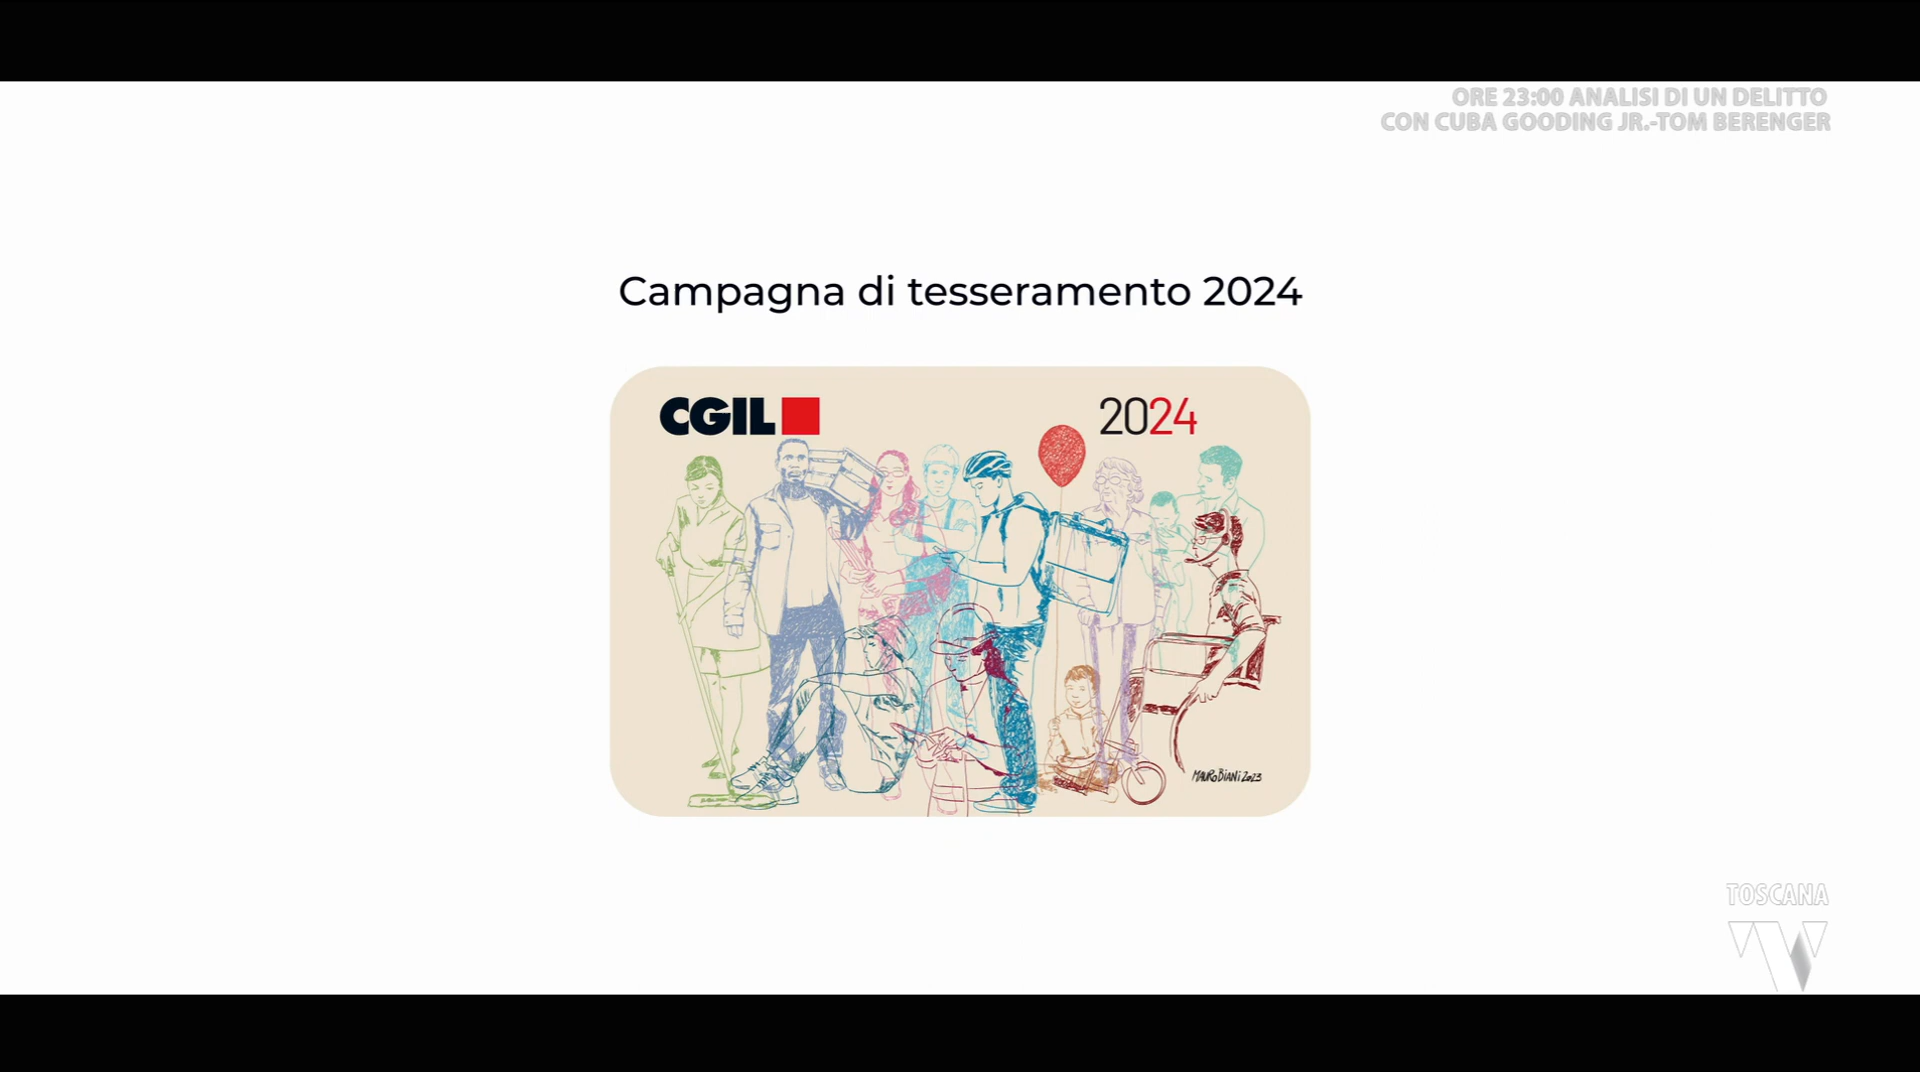 ORE 23:00 ANALISI DI UN DELITTO
CON CUBA GOODING JR.-TOM BERENGER
Campagna di tesseramento 2024
CGIL
2024
MAURO BIANI 2023
TOSCANA
TV